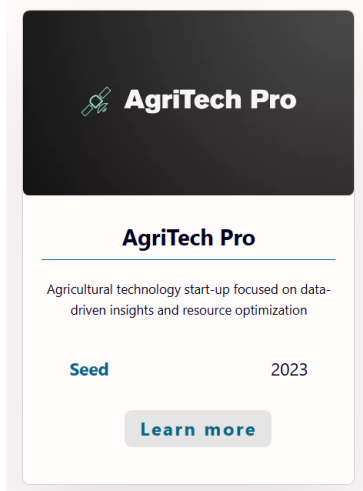 AgriTech Pro
AgriTech Pro
Agricultural technology start-up focused on data-
driven insights and resource optimization
Seed 2023
Learn more